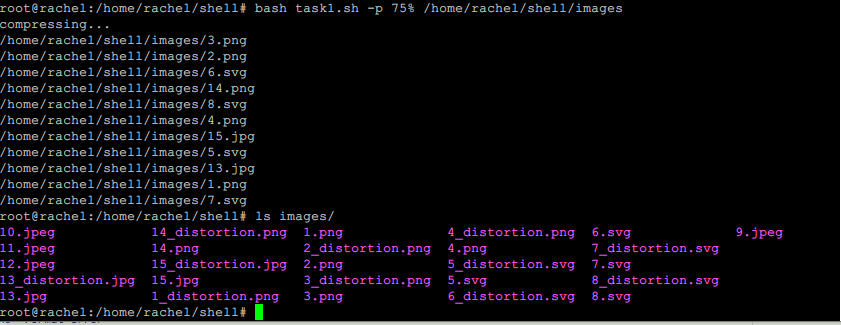 root@rachel:/home/rachel/shell# bash task1.sh -p 75% /home/rachel/shell/images
compressing...
/home/rachel/shell/images/3.png
/home/rachel/shell/images/2.png
/home/rachel/shell/images/6.svg
/home/rachel/shell/images/14.png
/home/rachel/shell/images/8.svg
/home/rachel/shell/images/4.png
/home/rachel/shell/images/15.jpg
/home/rachel/shell/images/5.svg
/home/rachel/shell/images/13.jpg
/home/rachel/shell/images/1.png
/home/rachel/shell/images/7.svg
root@rachel:/home/rachel/shell# ls images/
10.jpeg 14_distortion.png 1.png 4_distortion.png 6.svg 9.jpeg
11.jpeg 14.png 2_distortion.png 4.png 7_distortion.svg
12.jpeg 15_distortion.jpg 2.png 5_distortion.svg 7.svg
13_distortion.jpg 15.jpg 3_distortion.png 5.svg 8_distortion.svg
13.jpg 1_distortion.png 3.png 6_distortion.svg 8.svg
root@rachel:/home/rachel/shell#